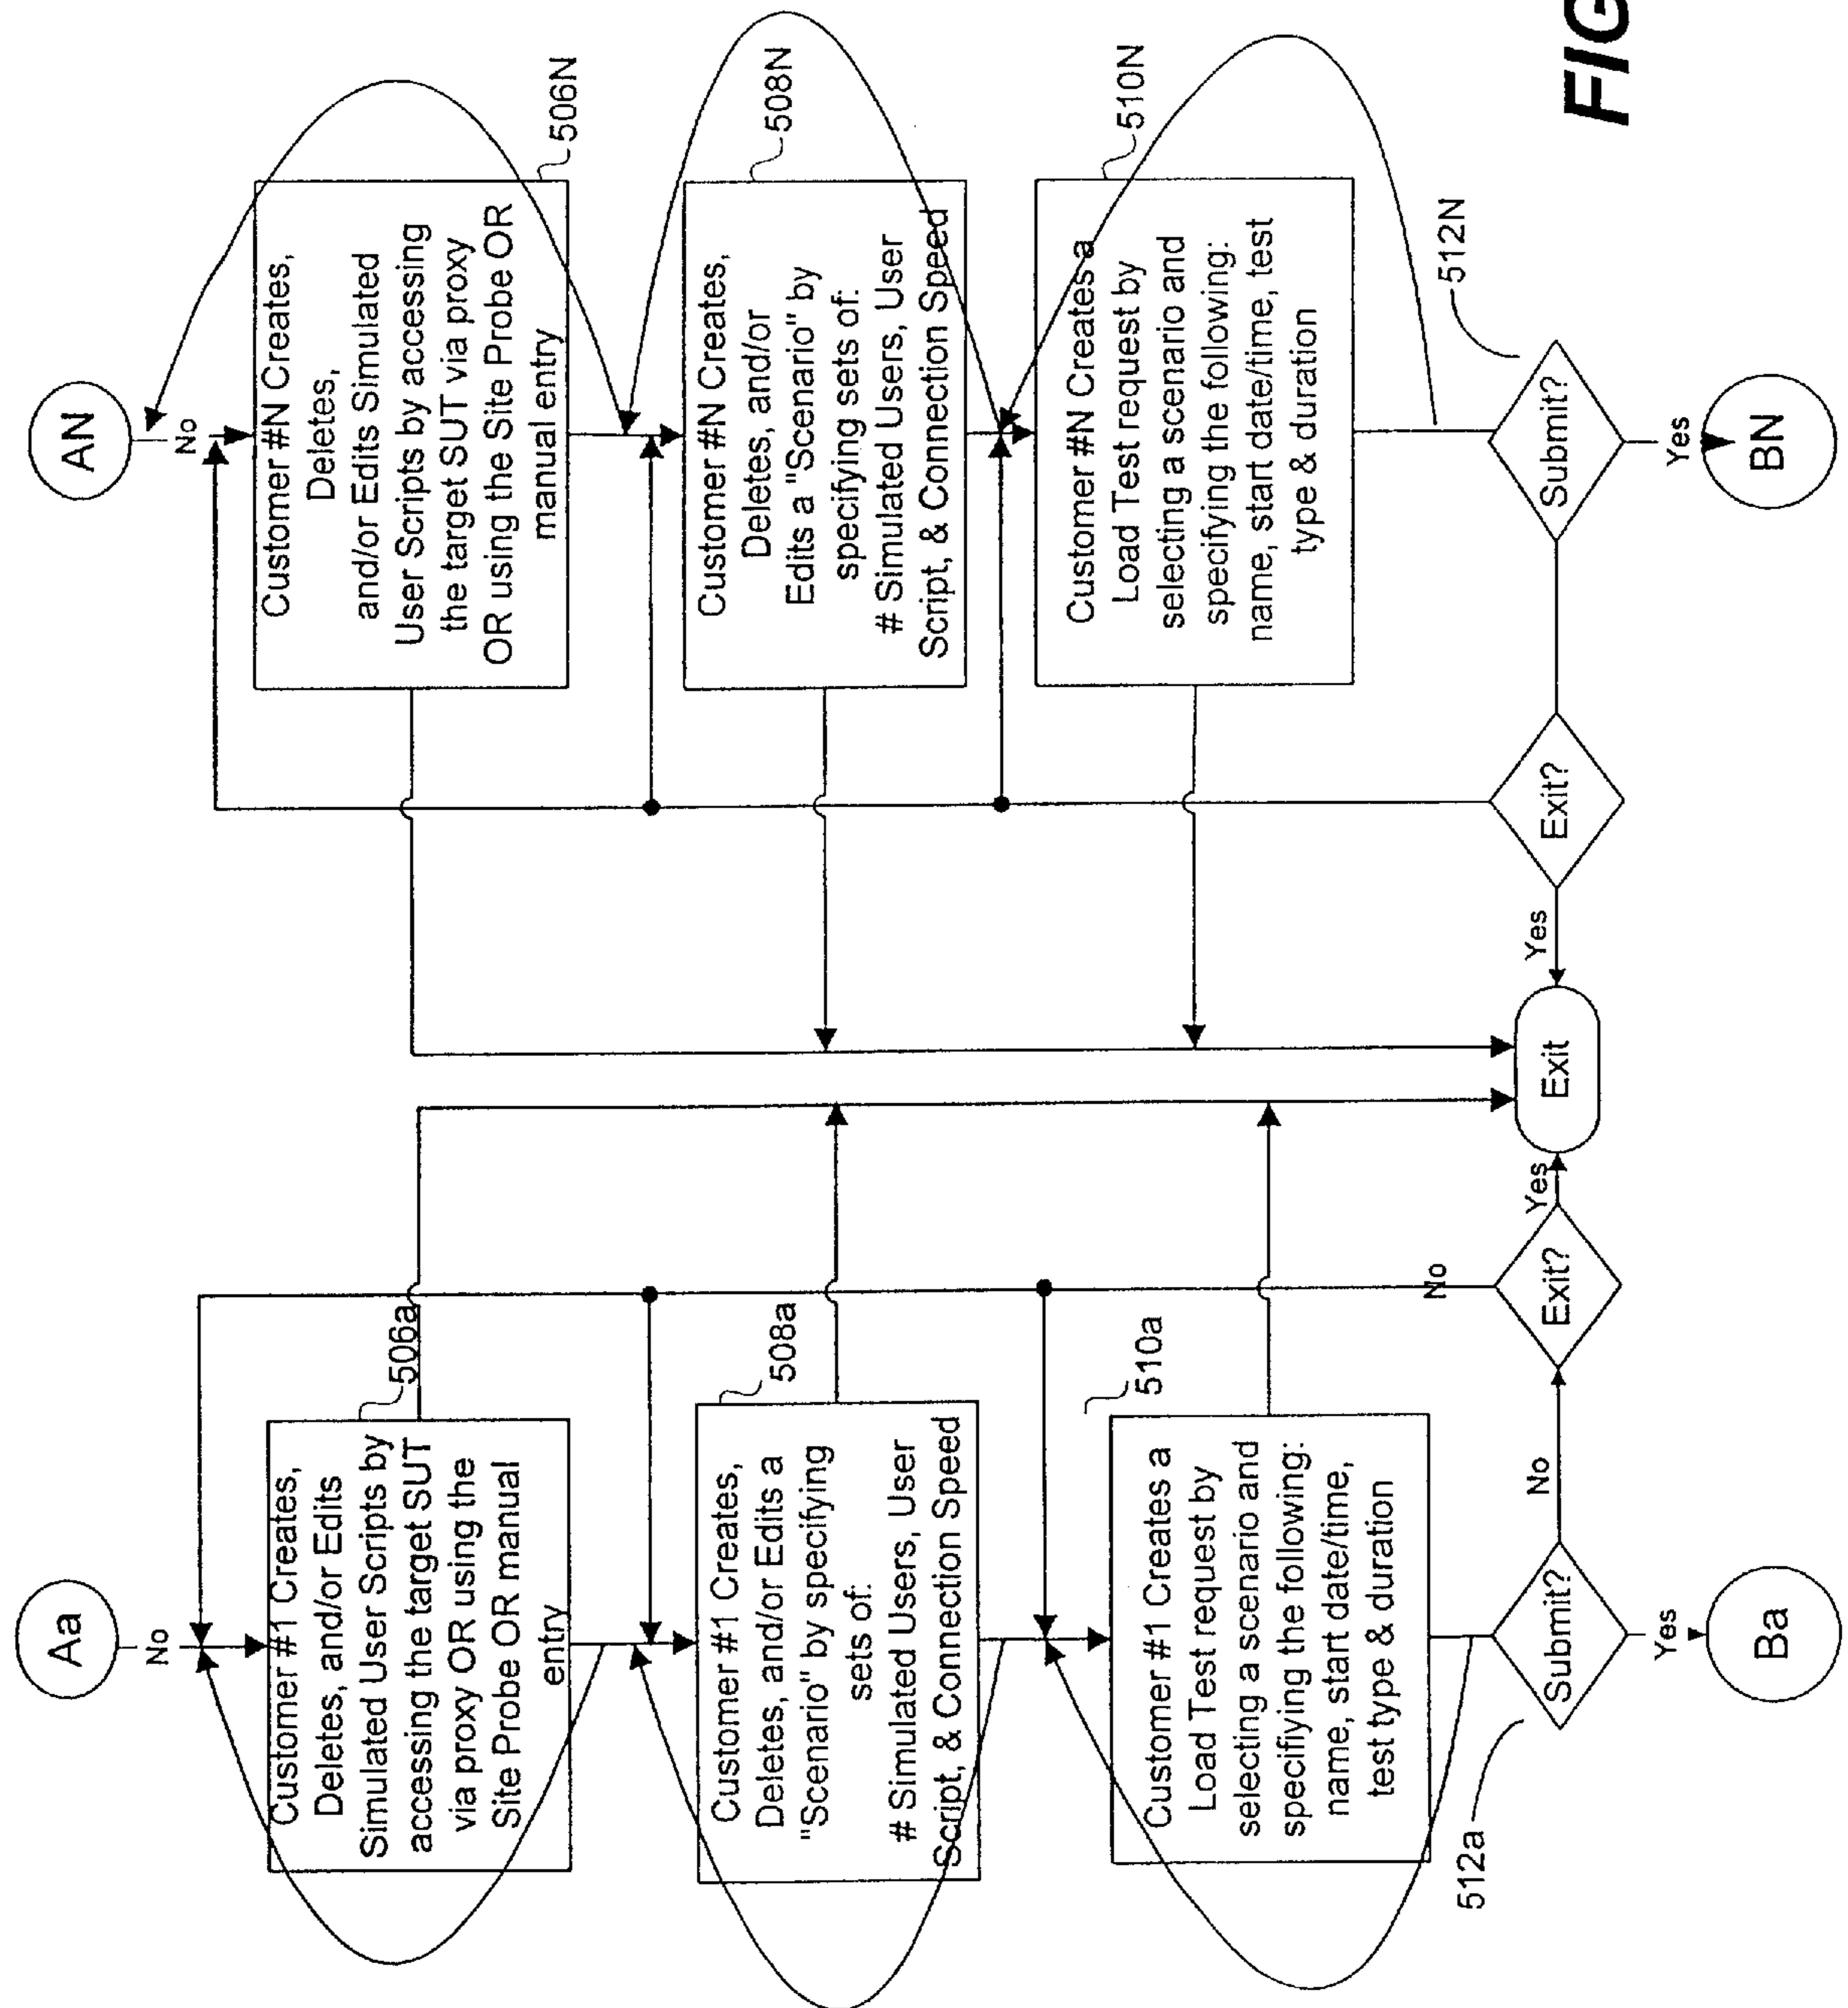 Aa
No
Customer #1 Creates,
Deletes, and/or Edits
Simulated User Scripts by
accessing the target SUT
via proxy OR using the
Site Probe OR manual
entry
506a
Customer #1 Creates,
Deletes, and/or Edits a
"Scenario" by specifying
sets of:
# Simulated Users, User
Script, & Connection Speed
508a
Customer #1 Creates a
Load Test request by
selecting a scenario and
specifiying the following:
name, start date/time,
test type & duration
510a
No
512a
Submit?
No
Exit?
Yes
Exit
Yes
Ba
AN
No
Customer #N Creates,
Deletes,
and/or Edits Simulated
User Scripts by accessing
the target SUT via proxy
OR using the Site Probe OR
manual entry
506N
Customer #N Creates,
Deletes, and/or
Edits a "Scenario" by
specifying sets of:
# Simulated Users, User
Script, & Connection Speed
508N
Customer #N Creates a
Load Test request by
selecting a scenario and
specifying the following:
name, start date/time, test
type & duration
510N
512N
Yes
Exit?
Submit?
Yes
BN
FIG